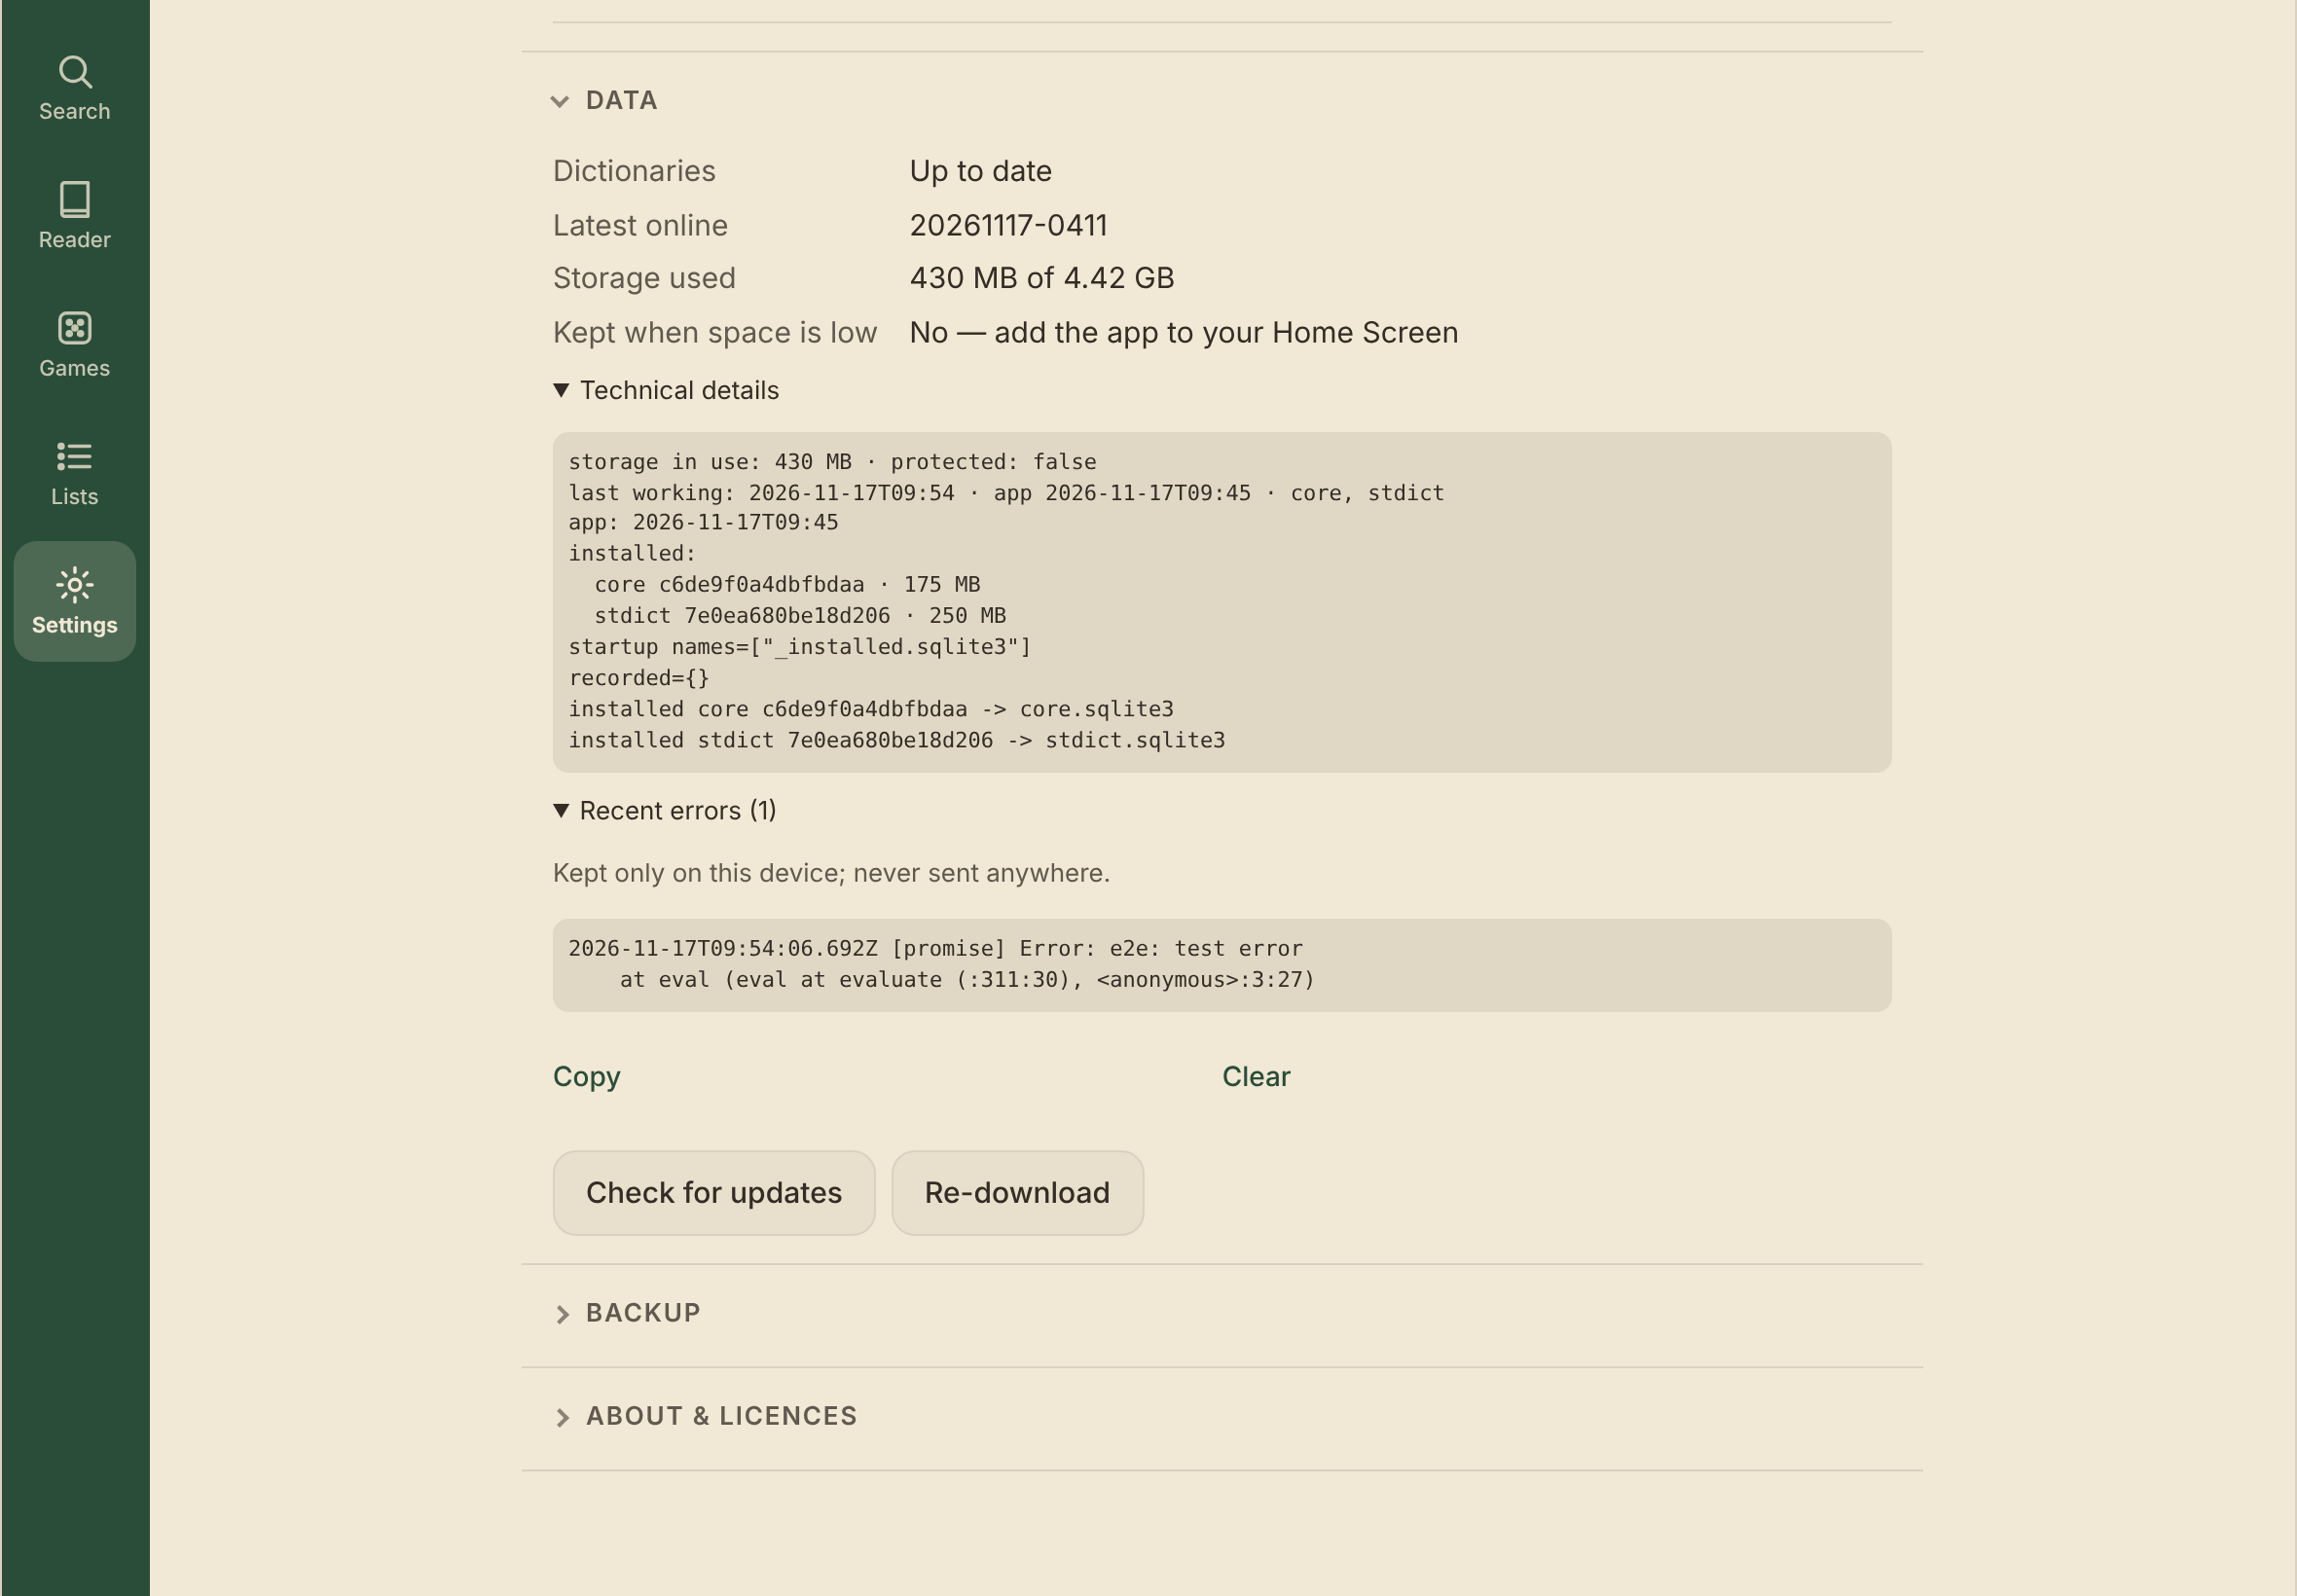 Search
Reader
Games
Lists
Settings
DATA
Dictionaries Up to date
Latest online 20261117-0411
Storage used 430 MB of 4.42 GB
Kept when space is low No — add the app to your Home Screen
▼ Technical details
storage in use: 430 MB · protected: false
last working: 2026-11-17T09:54 · app 2026-11-17T09:45 · core, stdict
app: 2026-11-17T09:45
installed:
  core c6de9f0a4dbfbdaa · 175 MB
  stdict 7e0ea680be18d206 · 250 MB
startup names=["_installed.sqlite3"]
recorded={}
installed core c6de9f0a4dbfbdaa -> core.sqlite3
installed stdict 7e0ea680be18d206 -> stdict.sqlite3
▼ Recent errors (1)
Kept only on this device; never sent anywhere.
2026-11-17T09:54:06.692Z [promise] Error: e2e: test error
    at eval (eval at evaluate (:311:30), <anonymous>:3:27)
Copy Clear
Check for updates Re-download
BACKUP
ABOUT & LICENCES